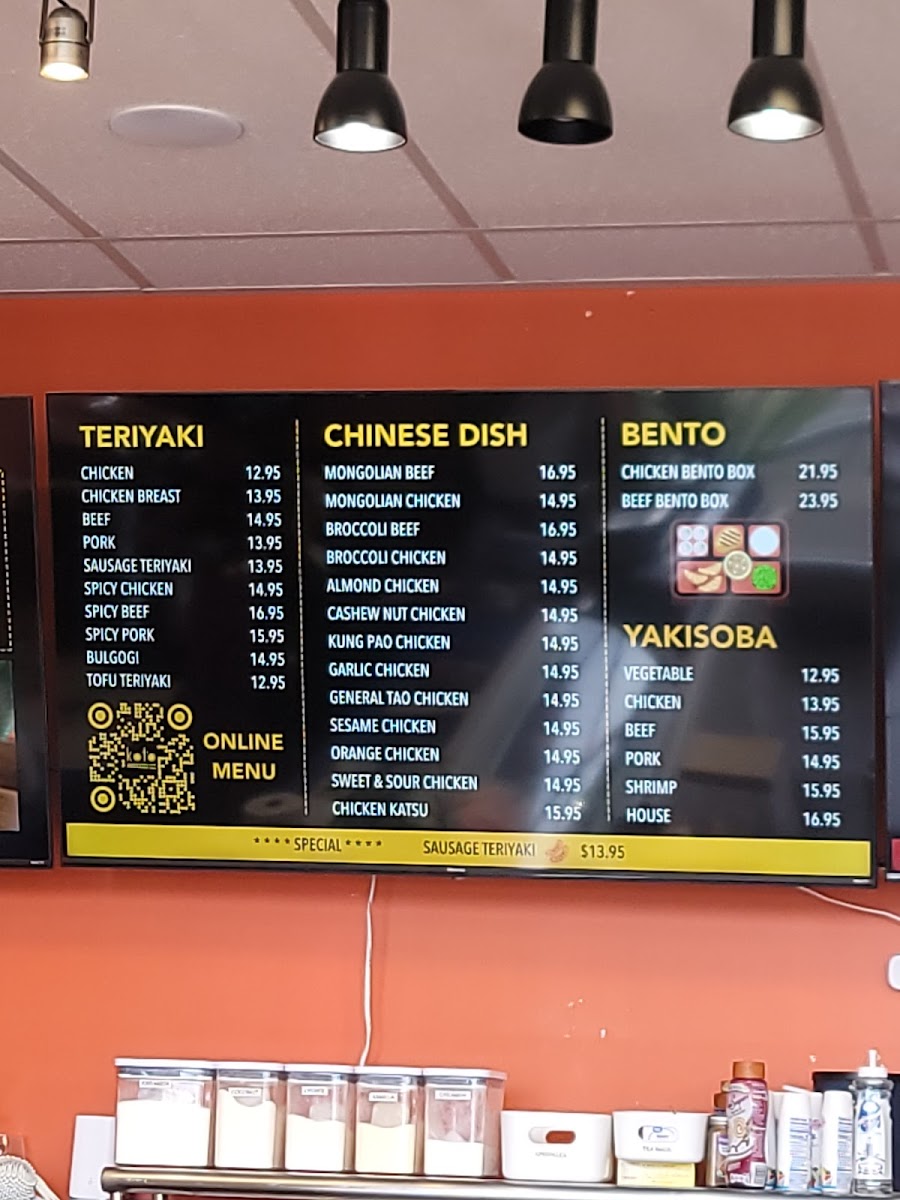 TERIYAKI
CHICKEN 12.95
CHICKEN BREAST 13.95
BEEF 14.95
PORK 13.95
SAUSAGE TERIYAKI 13.95
SPICY CHICKEN 14.95
SPICY BEEF 16.95
SPICY PORK 15.95
BULGOGI 14.95
TOFU TERIYAKI 12.95
ONLINE
MENU
CHINESE DISH
MONGOLIAN BEEF 16.95
MONGOLIAN CHICKEN 14.95
BROCCOLI BEEF 16.95
BROCCOLI CHICKEN 14.95
ALMOND CHICKEN 14.95
CASHEW NUT CHICKEN 14.95
KUNG PAO CHICKEN 14.95
GARLIC CHICKEN 14.95
GENERAL TAO CHICKEN 14.95
SESAME CHICKEN 14.95
ORANGE CHICKEN 14.95
SWEET & SOUR CHICKEN 14.95
CHICKEN KATSU 15.95
BENTO
CHICKEN BENTO BOX 21.95
BEEF BENTO BOX 23.95
YAKISOBA
VEGETABLE 12.95
CHICKEN 13.95
BEEF 15.95
PORK 14.95
SHRIMP 15.95
HOUSE 16.95
****SPECIAL**** SAUSAGE TERIYAKI $13.95
COCONUT
TEA BAGS